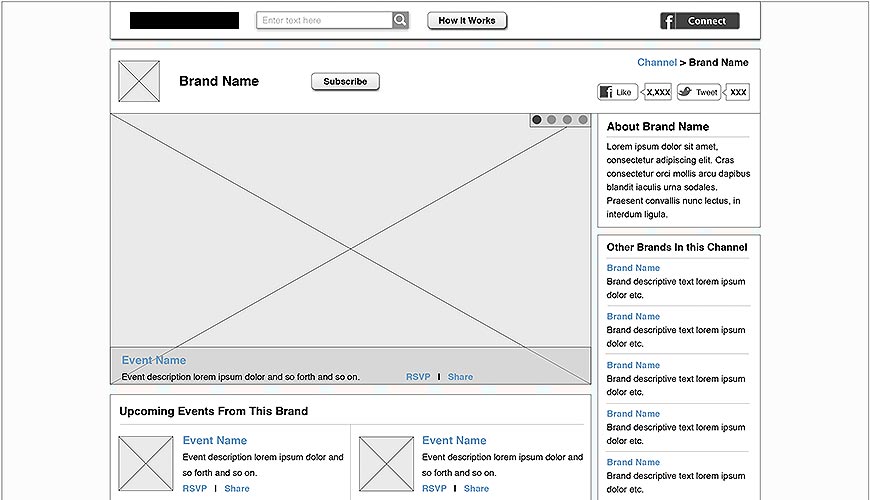 Enter text here
How It Works
f Connect
Channel > Brand Name
Brand Name
Subscribe
Like X,XXX Tweet XXX
About Brand Name
Lorem ipsum dolor sit amet,
consectetur adipiscing elit. Cras
consectetur orci mollis arcu dapibus
blandit iaculis urna sodales.
Praesent convallis nunc lectus, in
interdum ligula.
Event Name
Event description lorem ipsum dolor and so forth and so on.
RSVP I Share
Other Brands In this Channel
Brand Name
Brand descriptive text lorem ipsum
dolor etc.
Brand Name
Brand descriptive text lorem ipsum
dolor etc.
Brand Name
Brand descriptive text lorem ipsum
dolor etc.
Brand Name
Brand descriptive text lorem ipsum
dolor etc.
Brand Name
Brand descriptive text lorem ipsum
dolor etc.
Upcoming Events From This Brand
Event Name
Event description lorem ipsum dolor and
so forth and so on.
RSVP I Share
Event Name
Event description lorem ipsum dolor and
so forth and so on.
RSVP I Share